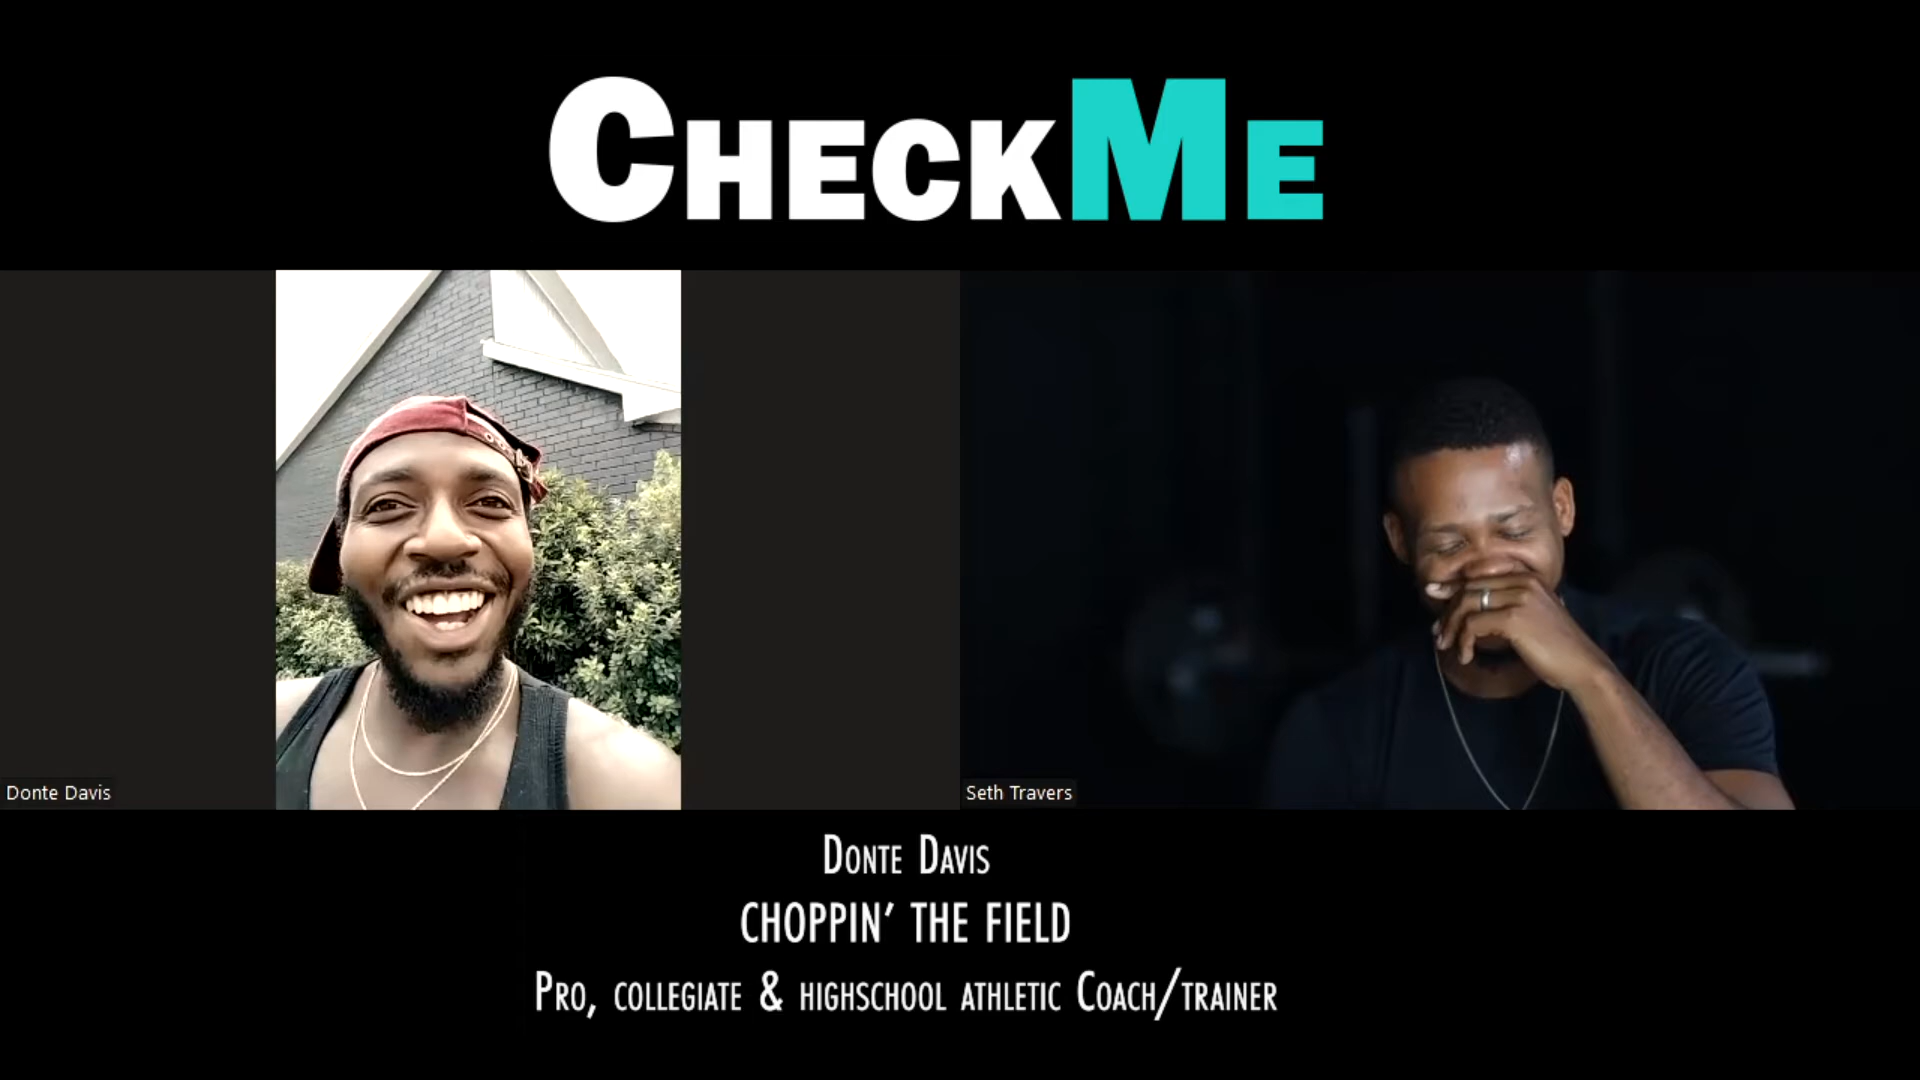 CHECKME
Donte Davis
Seth Travers
DONTE DAVIS
CHOPPIN’ THE FIELD
PRO, COLLEGIATE & HIGHSCHOOL ATHLETIC COACH/TRAINER